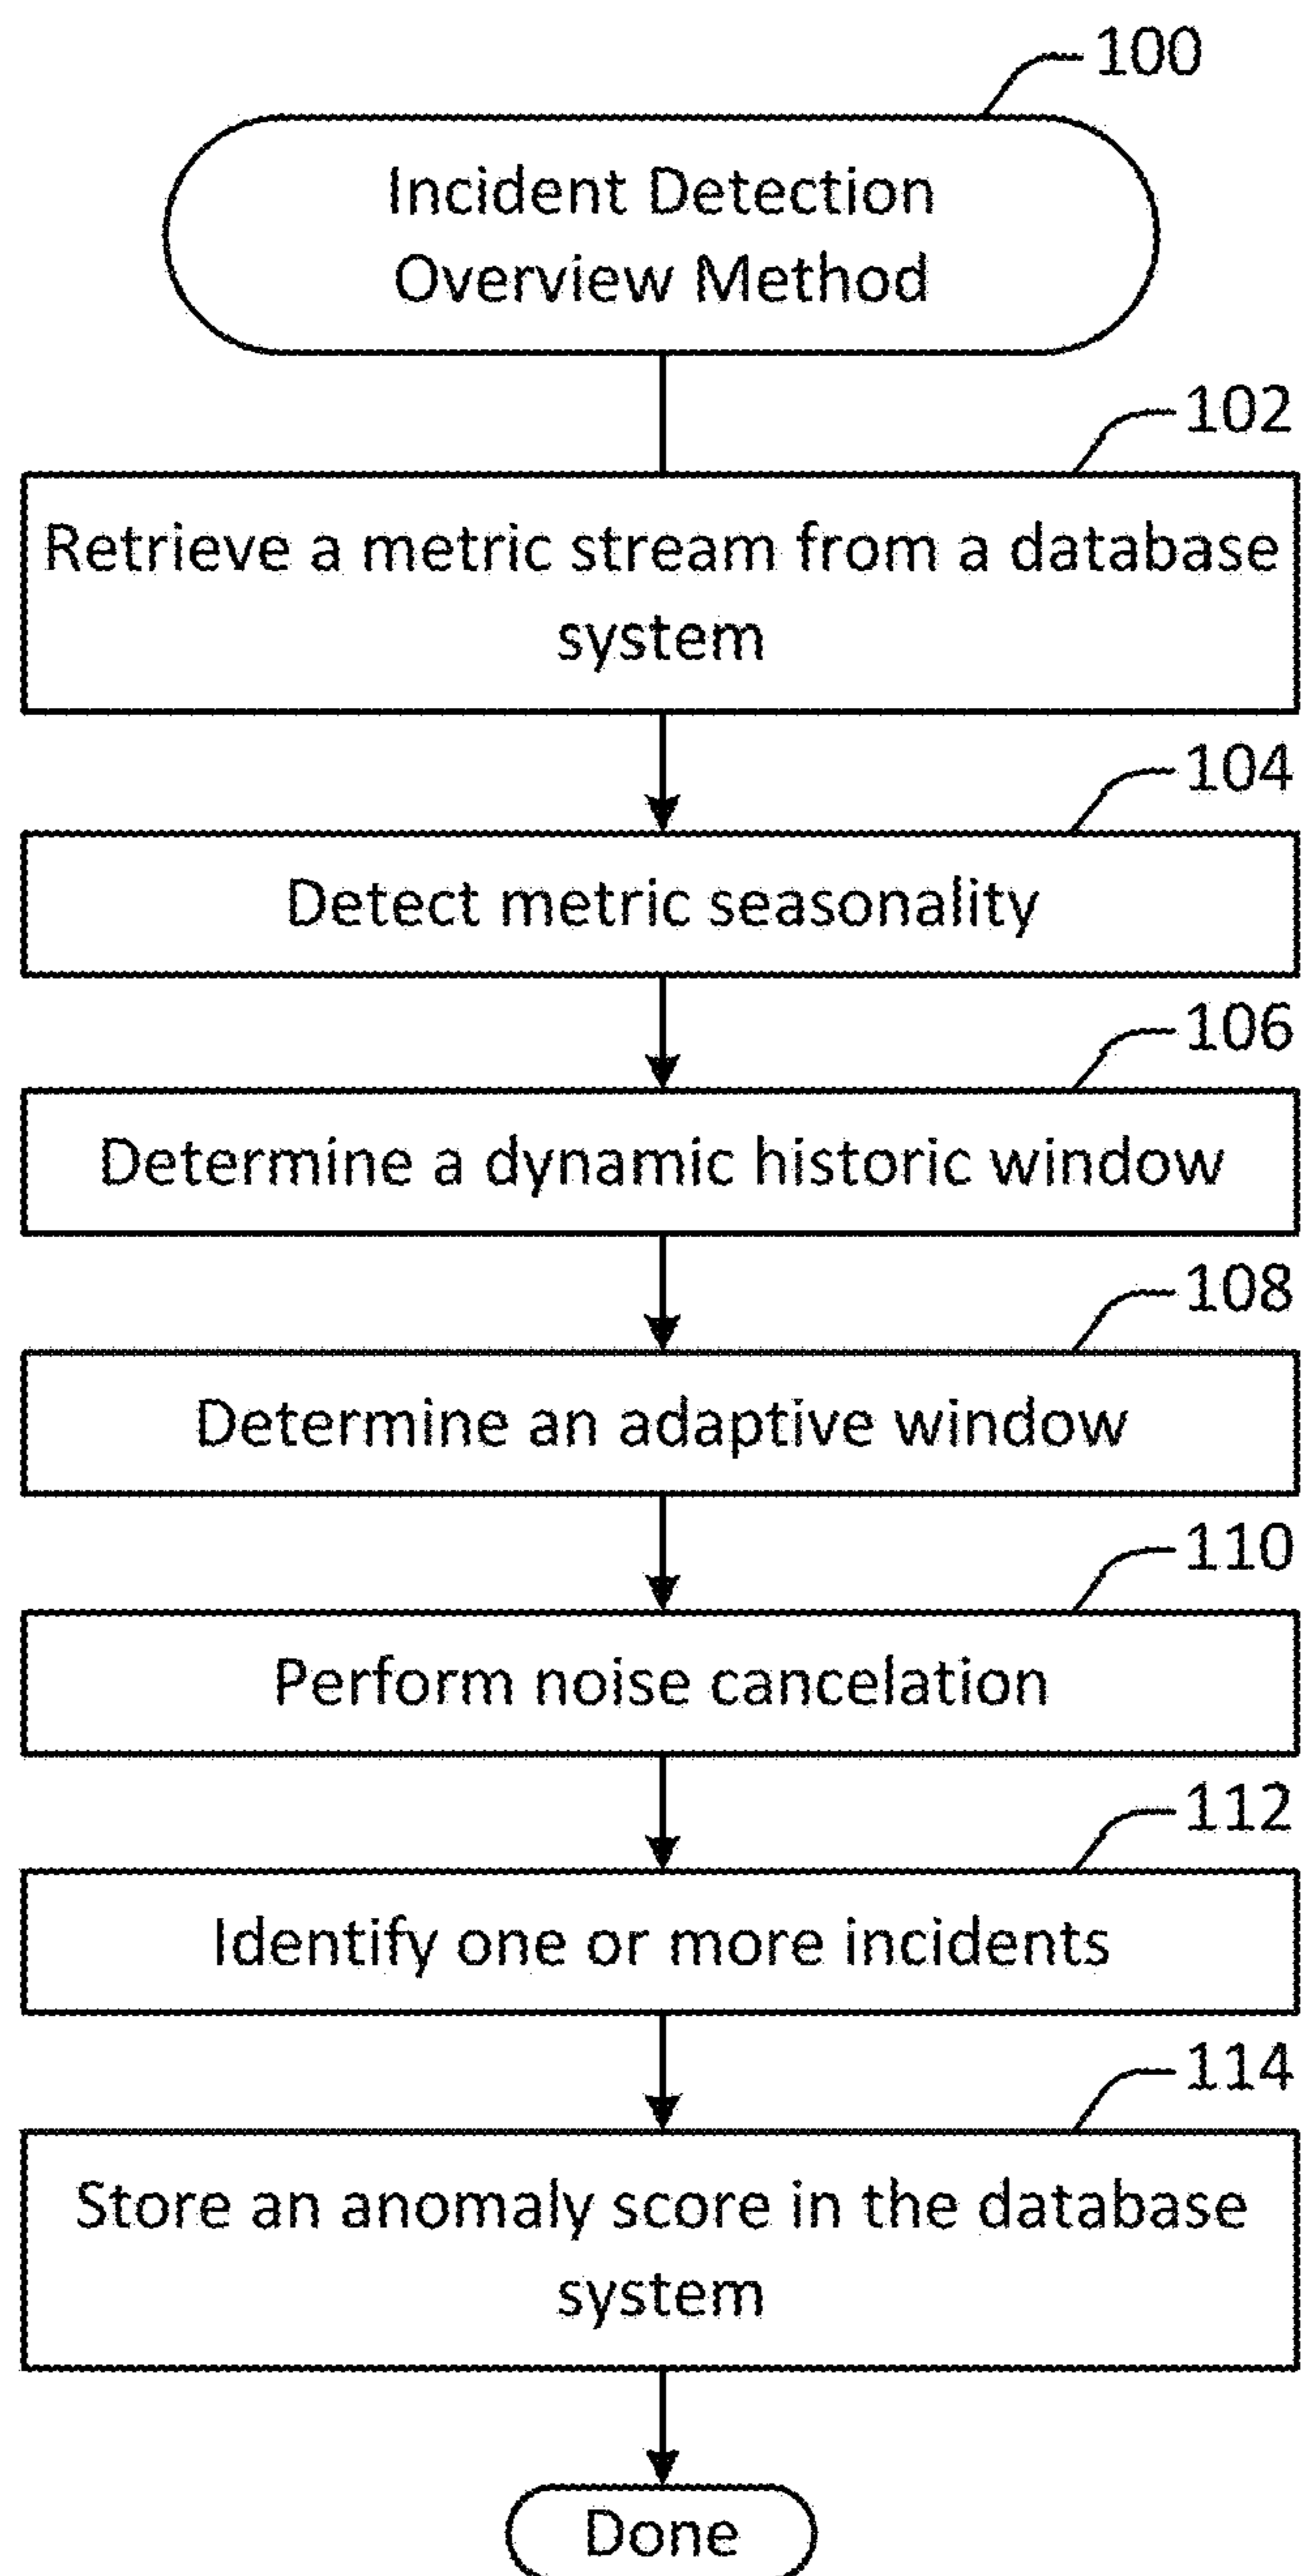 100
Incident Detection
Overview Method
102
Retrieve a metric stream from a database
system
104
Detect metric seasonality
106
Determine a dynamic historic window
108
Determine an adaptive window
110
Perform noise cancelation
112
Identify one or more incidents
114
Store an anomaly score in the database
system
Done